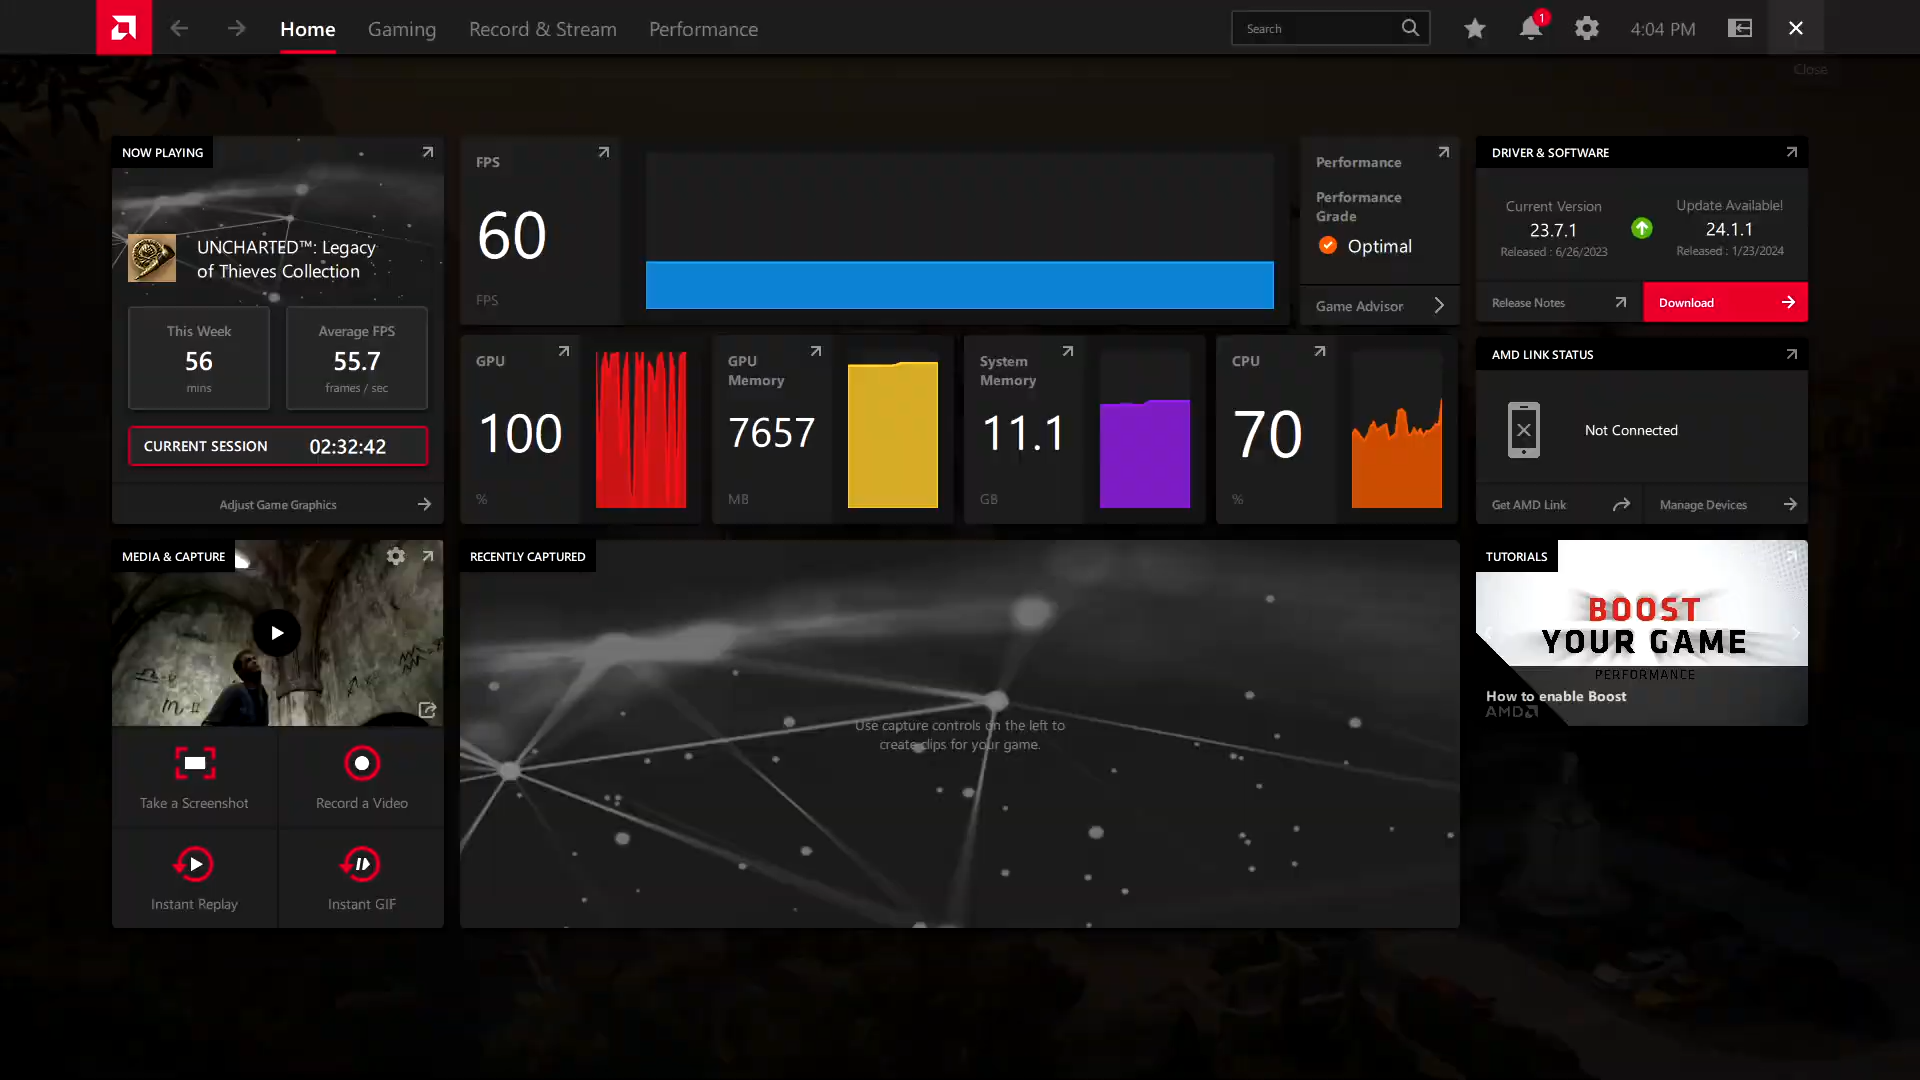 Home
Gaming
Record & Stream
Performance
Search
1
4:04 PM
Close
NOW PLAYING
UNCHARTED™: Legacy
of Thieves Collection
This Week
56
mins
Average FPS
55.7
frames / sec
CURRENT SESSION 02:32:42
Adjust Game Graphics
FPS
60
FPS
Performance
Performance
Grade
Optimal
Game Advisor
GPU
100
%
GPU
Memory
7657
MB
System
Memory
11.1
GB
CPU
70
%
DRIVER & SOFTWARE
Current Version
23.7.1
Released : 6/26/2023
Update Available!
24.1.1
Released : 1/23/2024
Release Notes
Download
AMD LINK STATUS
Not Connected
Get AMD Link
Manage Devices
MEDIA & CAPTURE
Take a Screenshot
Record a Video
Instant Replay
Instant GIF
RECENTLY CAPTURED
Use capture controls on the left to
create clips for your game.
TUTORIALS
BOOST
YOUR GAME
PERFORMANCE
How to enable Boost
AMD